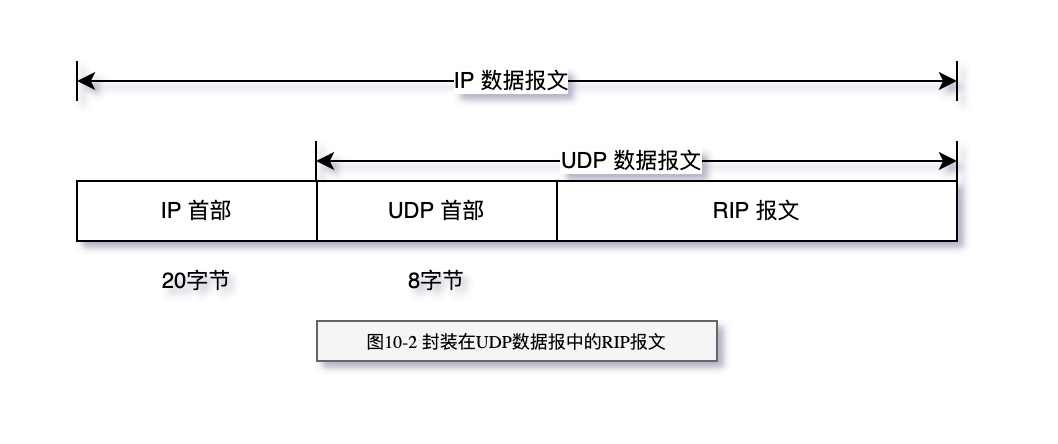 IP 数据报文
UDP 数据报文
IP 首部
UDP 首部
RIP 报文
20字节
8字节
图10-2 封装在UDP数据报中的RIP报文